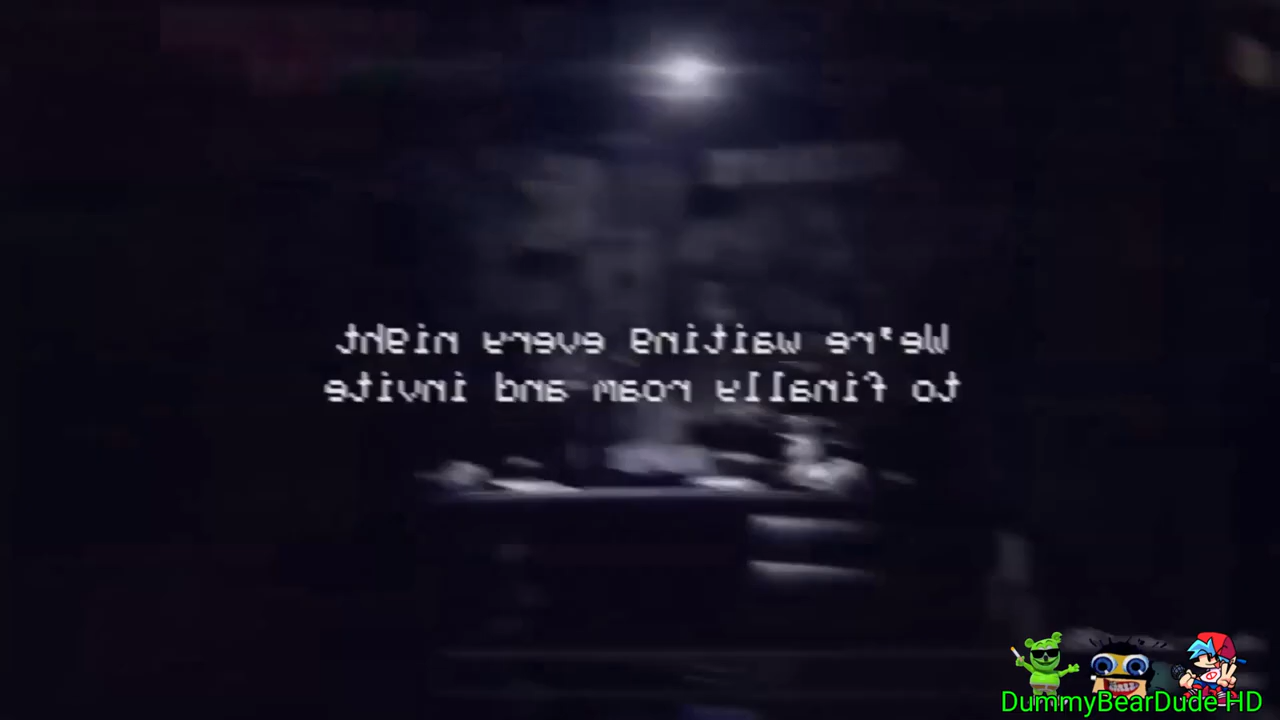 We're waiting every night
to finally roam and invite
DummyBearDude HD